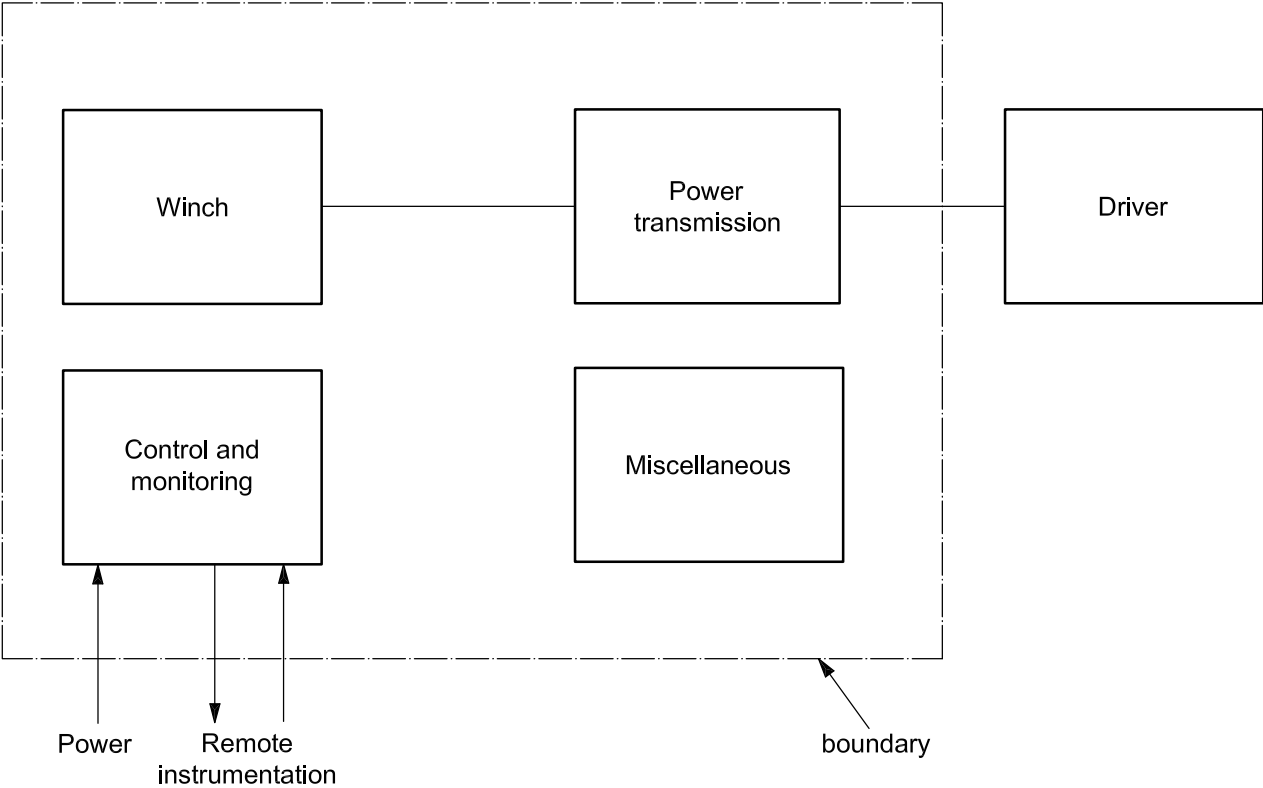 Winch
Power
transmission
Driver
Control and
monitoring
Miscellaneous
Power
Remote
instrumentation
boundary